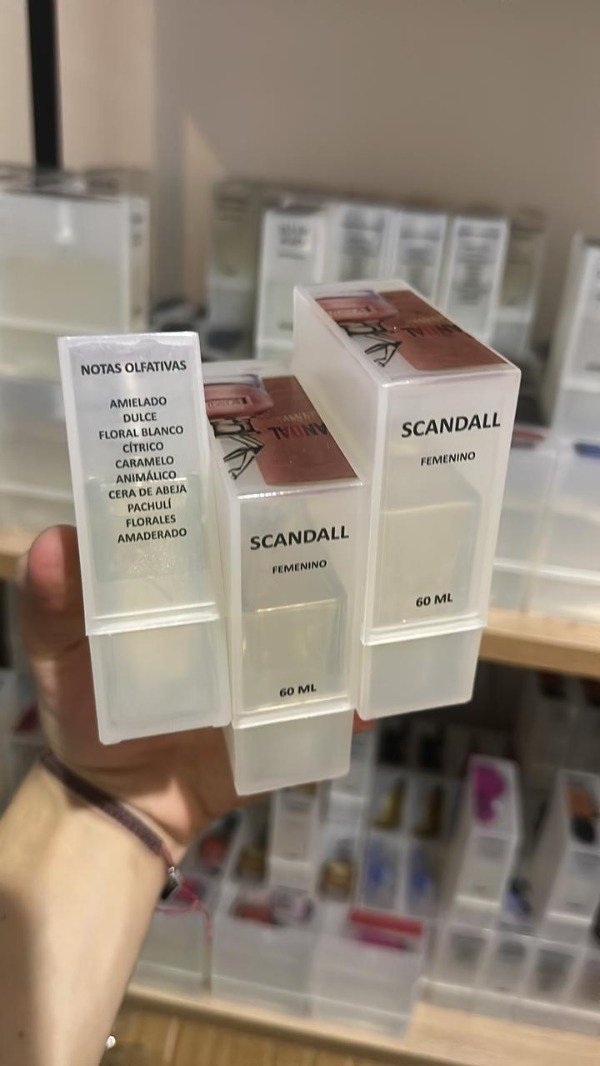 NOTAS OLFATIVAS
AMIELADO
DULCE
FLORAL BLANCO
CÍTRICO
CARAMELO
ANIMÁLICO
CERA DE ABEJA
PACHULÍ
FLORALES
AMADERADO
SCANDALL
FEMENINO
60 ML
SCANDALL
FEMENINO
60 ML